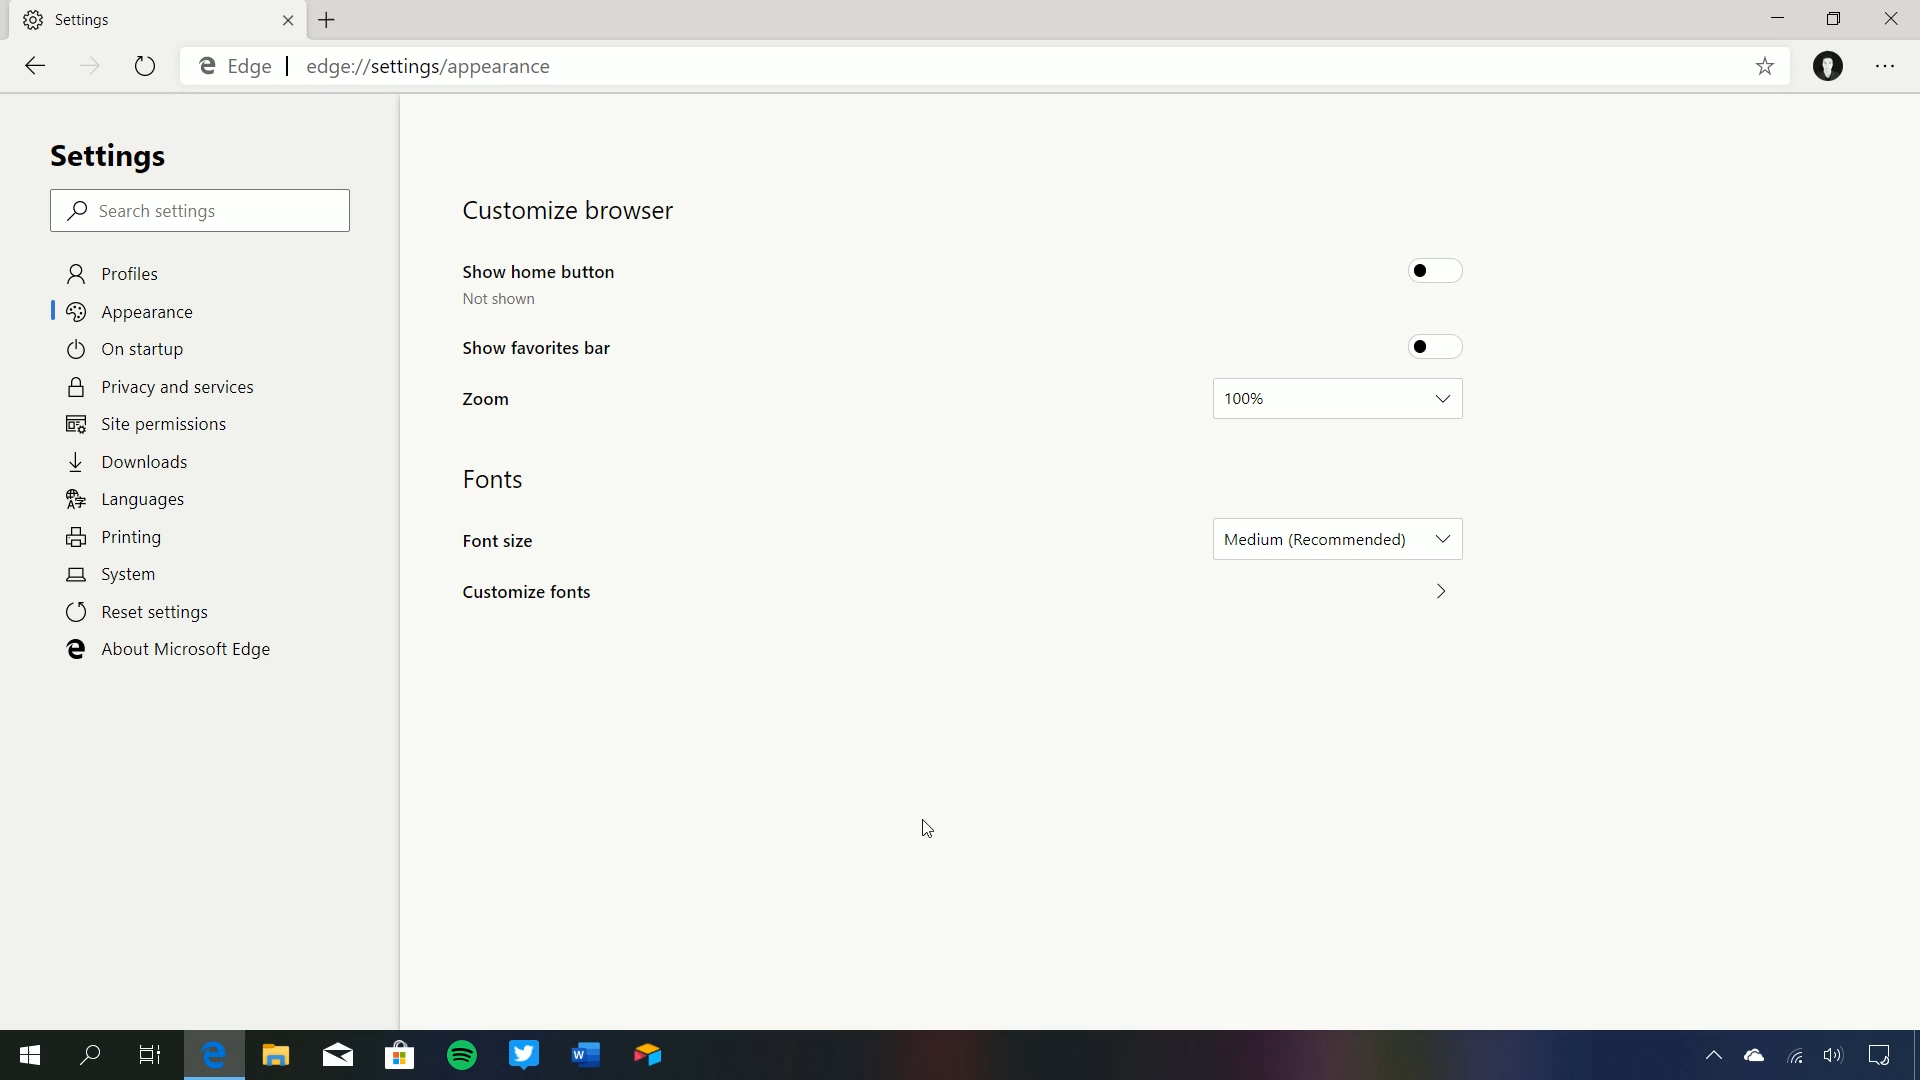 Settings
Edge | edge://settings/appearance
Settings
Search settings
Profiles
Appearance
On startup
Privacy and services
Site permissions
Downloads
Languages
Printing
System
Reset settings
About Microsoft Edge
Customize browser
Show home button
Not shown
Show favorites bar
Zoom
100%
Fonts
Font size
Medium (Recommended)
Customize fonts